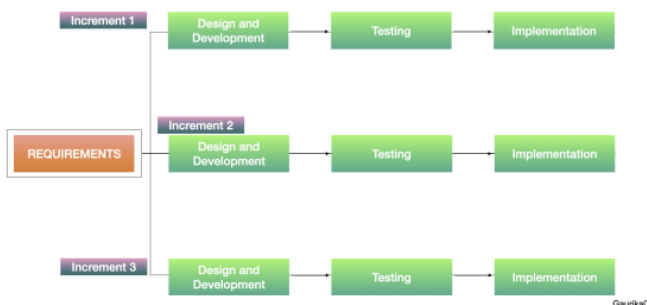 Increment 1
Design and
Development
Testing
Implementation
Increment 2
REQUIREMENTS
Design and
Development
Testing
Implementation
Increment 3
Design and
Development
Testing
Implementation